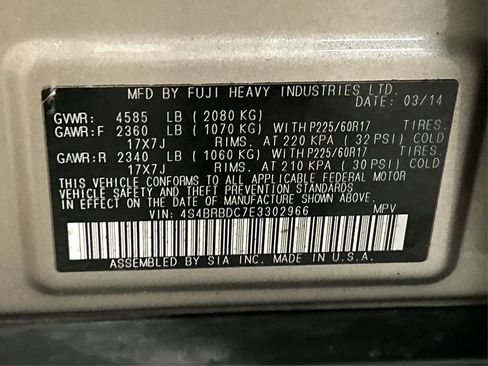 MFD BY FUJI HEAVY INDUSTRIES LTD.
DATE: 03/14
GVWR: 4585 LB ( 2080 KG)
GAWR:F 2360 LB ( 1070 KG) WITH P225/60R17 TIRES.
17X7J RIMS. AT 220 KPA ( 32 PSI) COLD
GAWR:R 2340 LB ( 1060 KG) WITH P225/60R17 TIRES.
17X7J RIMS. AT 210 KPA ( 30 PSI) COLD
THIS VEHICLE CONFORMS TO ALL APPLICABLE FEDERAL MOTOR
VEHICLE SAFETY AND THEFT PREVENTION STANDARDS
IN EFFECT ON THE DATE OF MANUFACTURE SHOWN ABOVE.
VIN: 4S4BRBDC7E3302966 MPV
ASSEMBLED BY SIA INC. MADE IN U.S.A.